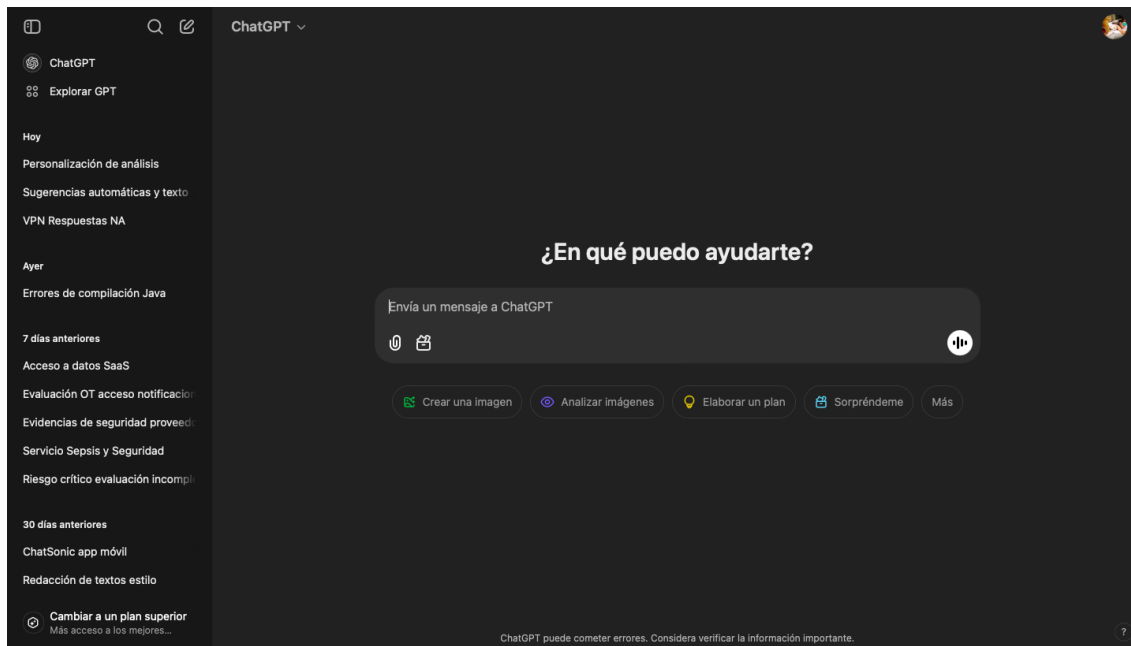 ChatGPT
ChatGPT
Explorar GPT
Hoy
Personalización de análisis
Sugerencias automáticas y texto
VPN Respuestas NA
Ayer
Errores de compilación Java
7 días anteriores
Acceso a datos SaaS
Evaluación OT acceso notificacion
Evidencias de seguridad proveed
Servicio Sepsis y Seguridad
Riesgo crítico evaluación incompl
30 días anteriores
ChatSonic app móvil
Redacción de textos estilo
Cambiar a un plan superior
Más acceso a los mejores...
¿En qué puedo ayudarte?
Envía un mensaje a ChatGPT
Crear una imagen
Analizar imágenes
Elaborar un plan
Sorpréndeme
Más
ChatGPT puede cometer errores. Considera verificar la información importante.
?